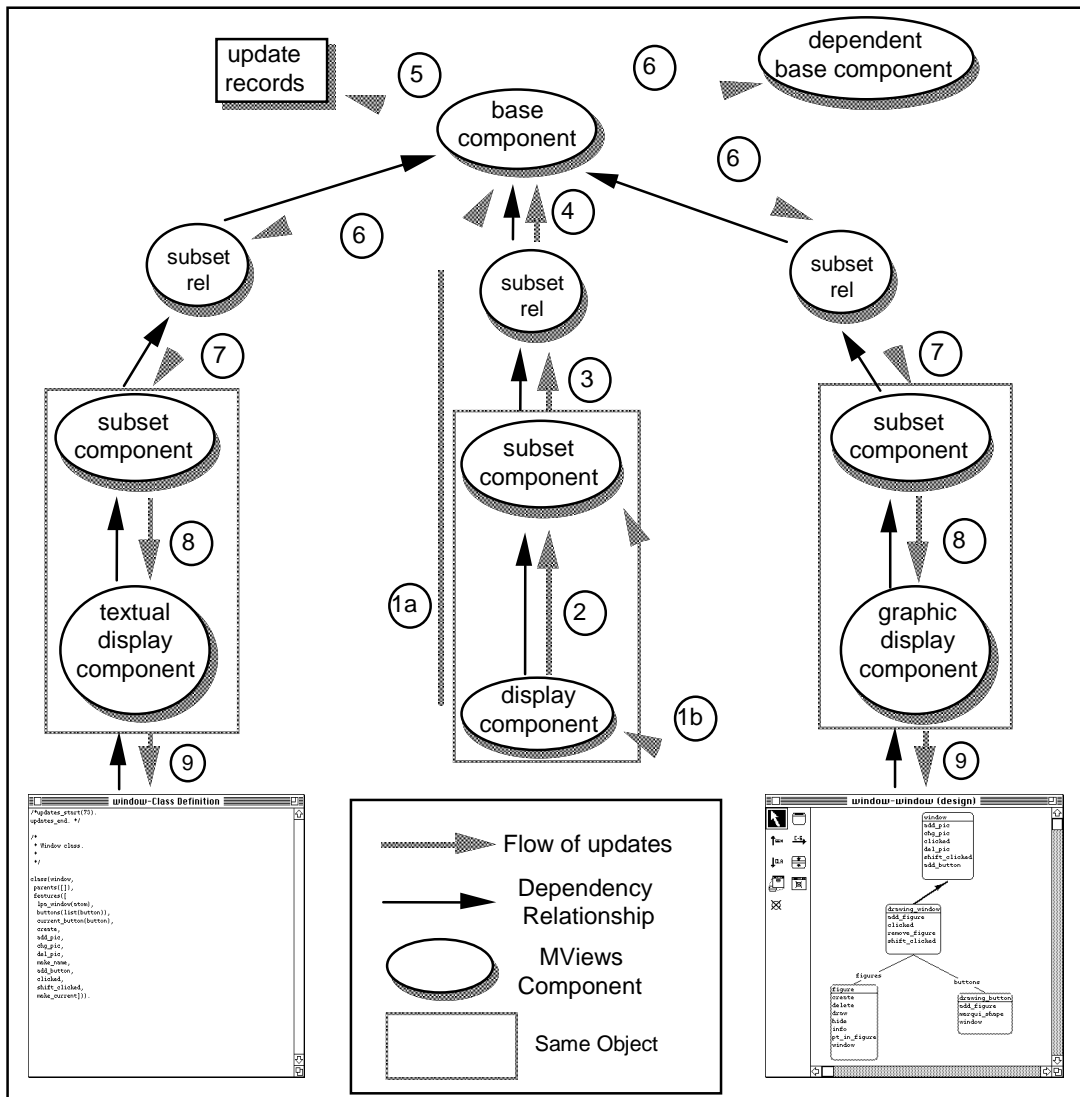 update
records
5
6
dependent
base component
base
component
6
4
6
subset
rel
subset
rel
subset
rel
7
3
7
subset
component
subset
component
subset
component
8
8
1a
2
textual
display
component
graphic
display
component
display
component
1b
9
9
window-Class Definition
/*updates_start(73).
updates_end. */
/*
* Window class.
*
*/
class(window,
parents([]),
features([
lpa_window(atom),
buttons(list(button)),
current_button(button),
create,
add_pic,
chg_pic,
del_pic,
make_name,
add_button,
clicked,
shift_clicked,
make_current])).
Flow of updates
Dependency
Relationship
MViews
Component
Same Object
window-window (design)
window
add_pic
chg_pic
clicked
del_pic
shift_clicked
add_button
drawing_window
add_figure
clicked
remove_figure
shift_clicked
figures
buttons
figure
create
delete
draw
hide
info
pt_in_figure
window
drawing_button
add_figure
marqui_shape
window